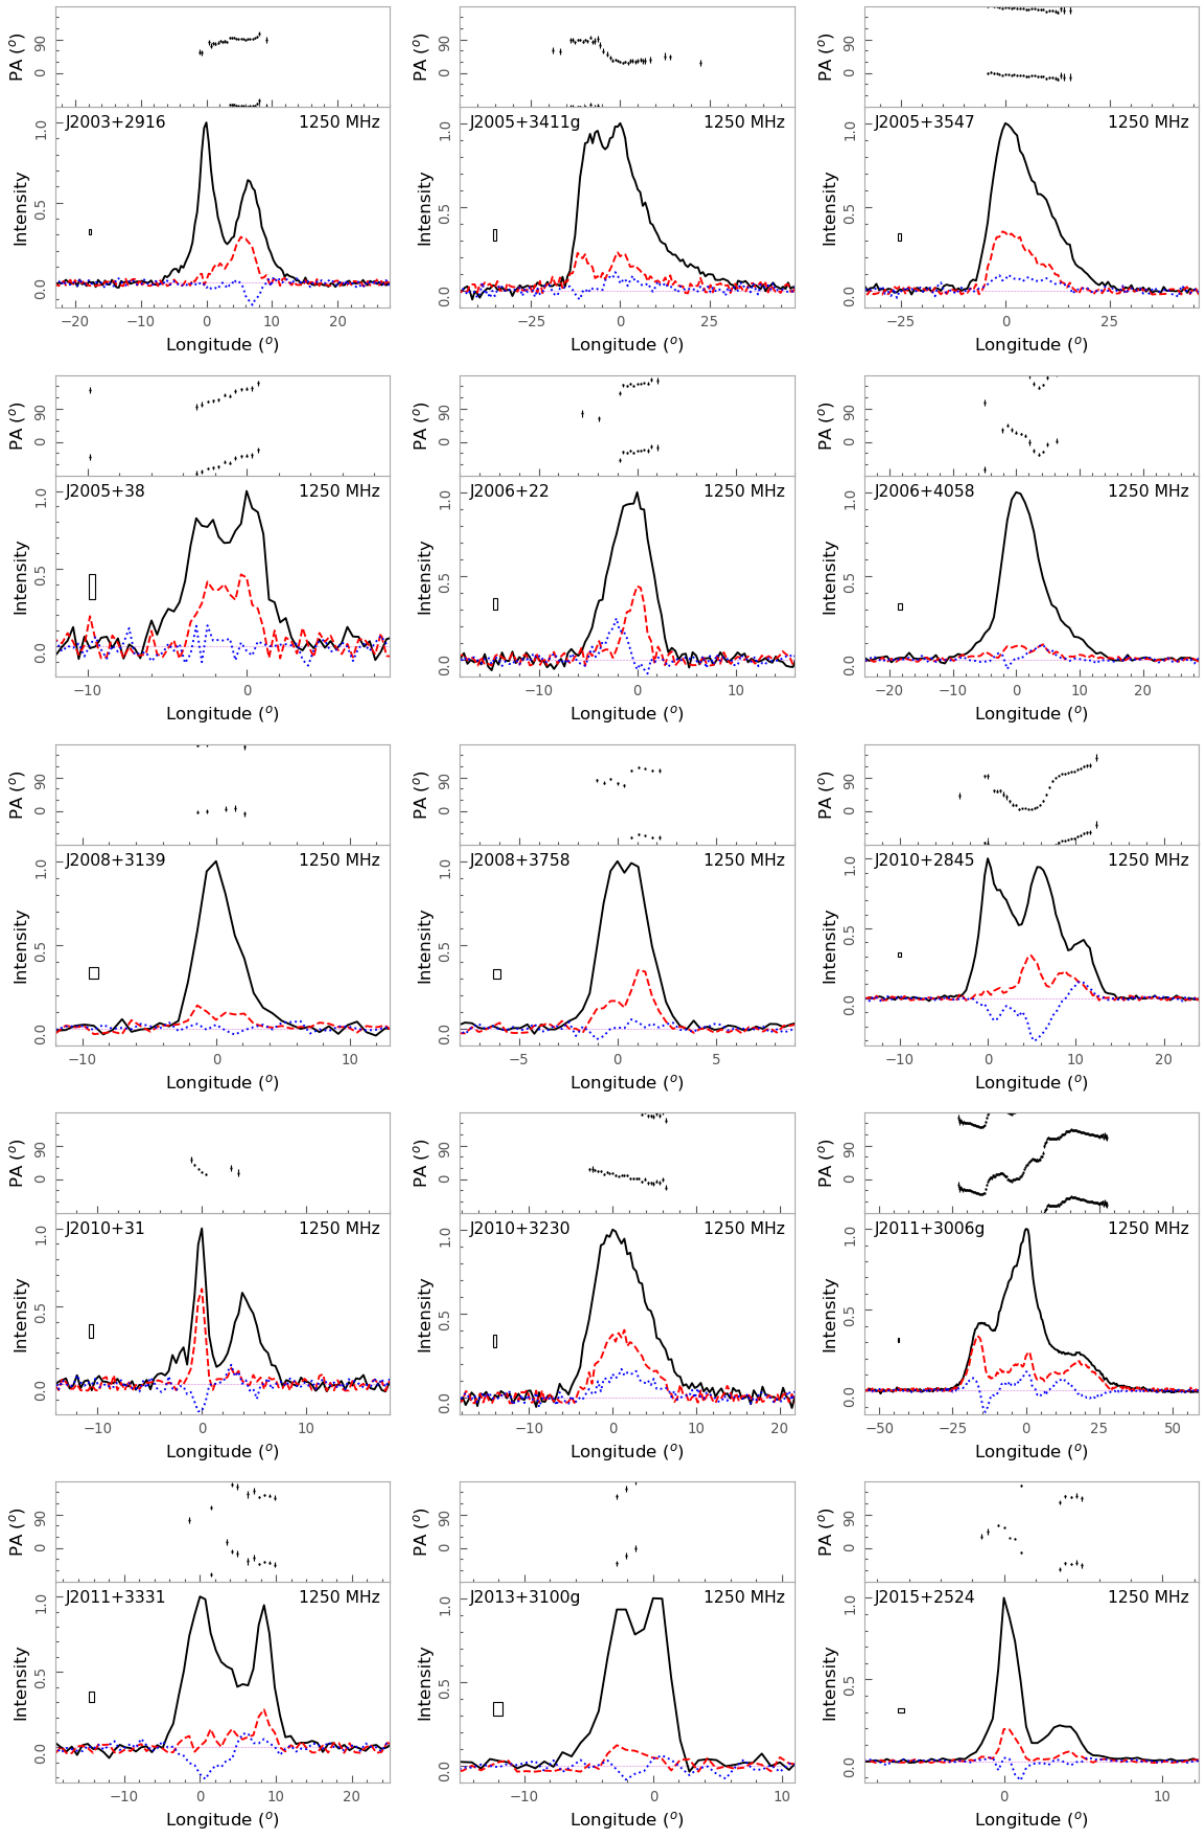 PA (°) 90 0
PA (°) 90 0
PA (°) 90 0
J2003+2916 1250 MHz
J2005+3411g 1250 MHz
J2005+3547 1250 MHz
Intensity 1.0 0.5 0.0
Intensity 1.0 0.5 0.0
Intensity 1.0 0.5 0.0
−20 −10 0 10 20
−25 0 25
−25 0 25
Longitude (°)
Longitude (°)
Longitude (°)
PA (°) 90 0
PA (°) 90 0
PA (°) 90 0
J2005+38 1250 MHz
J2006+22 1250 MHz
J2006+4058 1250 MHz
Intensity 1.0 0.5 0.0
Intensity 1.0 0.5 0.0
Intensity 1.0 0.5 0.0
−10 0
−10 0 10
−20 −10 0 10 20
Longitude (°)
Longitude (°)
Longitude (°)
PA (°) 90 0
PA (°) 90 0
PA (°) 90 0
J2008+3139 1250 MHz
J2008+3758 1250 MHz
J2010+2845 1250 MHz
Intensity 1.0 0.5 0.0
Intensity 1.0 0.5 0.0
Intensity 1.0 0.5 0.0
−10 0 10
−5 0 5
−10 0 10 20
Longitude (°)
Longitude (°)
Longitude (°)
PA (°) 90 0
PA (°) 90 0
PA (°) 90 0
J2010+31 1250 MHz
J2010+3230 1250 MHz
J2011+3006g 1250 MHz
Intensity 1.0 0.5 0.0
Intensity 1.0 0.5 0.0
Intensity 1.0 0.5 0.0
−10 0 10
−10 0 10 20
−50 −25 0 25 50
Longitude (°)
Longitude (°)
Longitude (°)
PA (°) 90 0
PA (°) 90 0
PA (°) 90 0
J2011+3331 1250 MHz
J2013+3100g 1250 MHz
J2015+2524 1250 MHz
Intensity 1.0 0.5 0.0
Intensity 1.0 0.5 0.0
Intensity 1.0 0.5 0.0
−10 0 10 20
−10 0 10
0 10
Longitude (°)
Longitude (°)
Longitude (°)